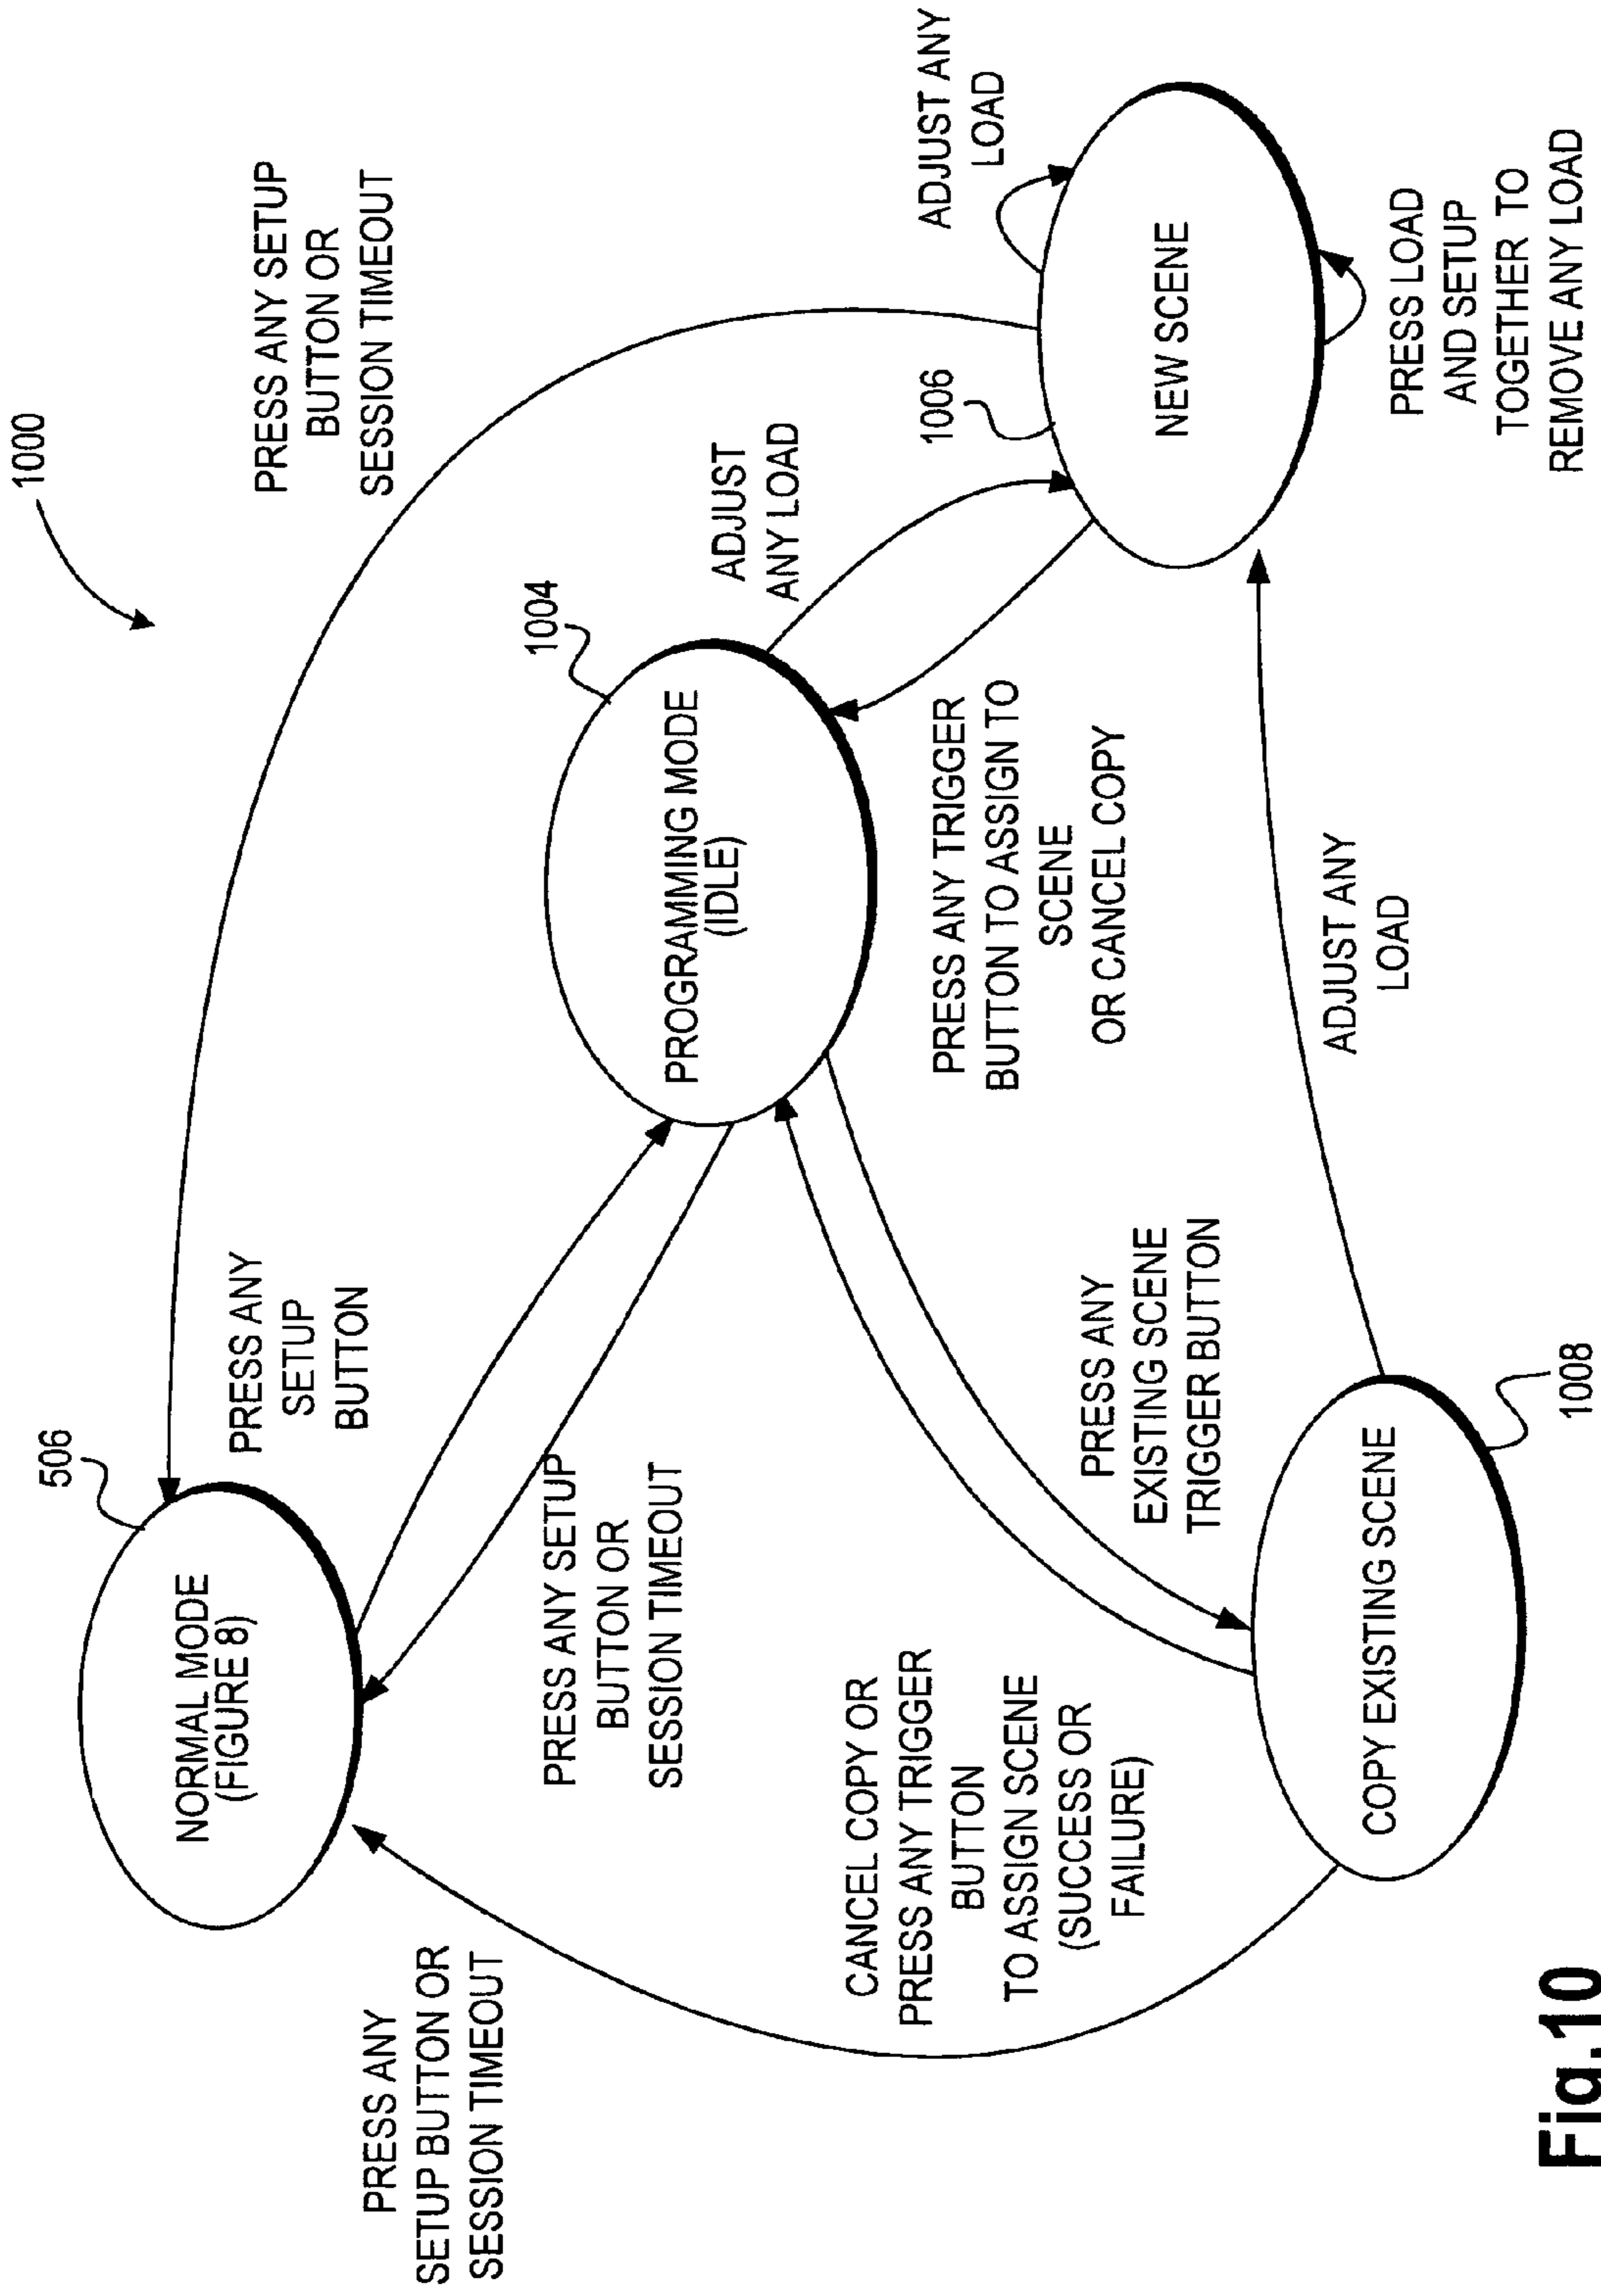 1000
PRESS ANY SETUP
BUTTON OR
SESSION TIMEOUT
506
NORMAL MODE
(FIGURE 8)
PRESS ANY
SETUP
BUTTON
PRESS ANY
SETUP BUTTON OR
SESSION TIMEOUT
PRESS ANY SETUP
BUTTON OR
SESSION TIMEOUT
1004
PROGRAMMING MODE
(IDLE)
ADJUST
ANY LOAD
1006
NEW SCENE
ADJUST ANY
LOAD
PRESS LOAD
AND SETUP
TOGETHER TO
REMOVE ANY LOAD
PRESS ANY TRIGGER
BUTTON TO ASSIGN TO
SCENE
OR CANCEL COPY
CANCEL COPY OR
PRESS ANY TRIGGER
BUTTON
TO ASSIGN SCENE
(SUCCESS OR
FAILURE)
PRESS ANY
EXISTING SCENE
TRIGGER BUTTON
ADJUST ANY
LOAD
COPY EXISTING SCENE
1008
Fig.10